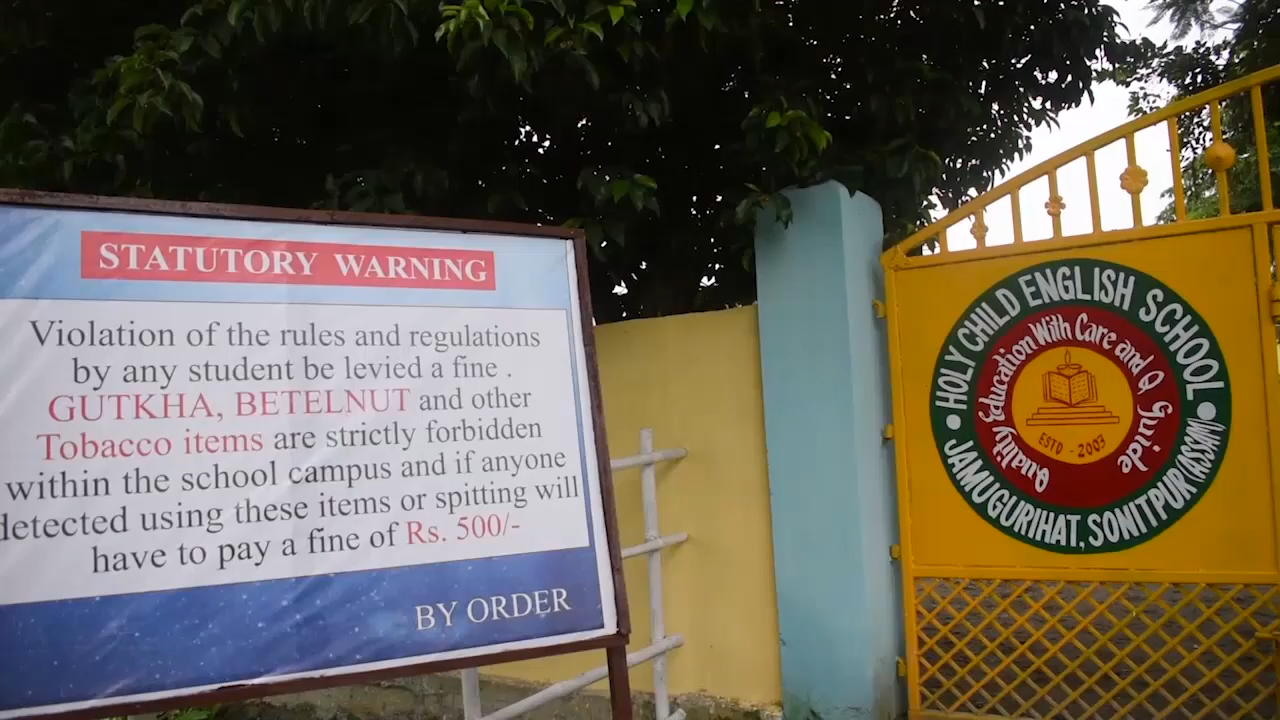 STATUTORY WARNING
Violation of the rules and regulations
by any student be levied a fine .
GUTKHA, BETELNUT and other
Tobacco items are strictly forbidden
within the school campus and if anyone
detected using these items or spitting will
have to pay a fine of Rs. 500/-
BY ORDER
HOLY CHILD ENGLISH SCHOOL
Quality Education With Care and Q Guide
ESTD - 2003
JAMUGURIHAT, SONITPUR (ASSAM)